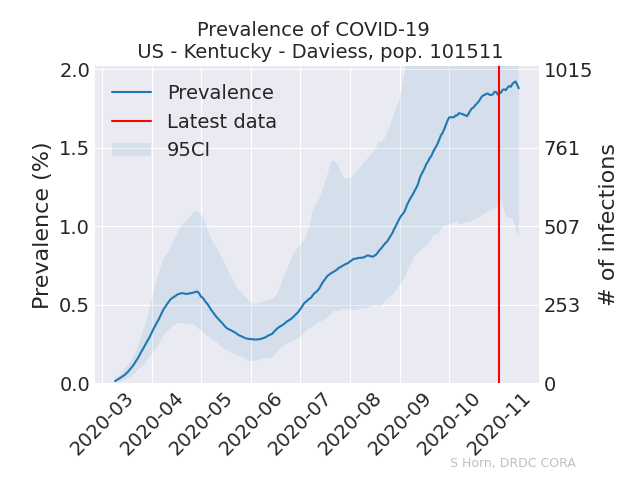 Prevalence of COVID-19
US - Kentucky - Daviess, pop. 101511
Prevalence
Latest data
95CI
Prevalence (%)
2.0
1.5
1.0
0.5
0.0
1015
761
507
253
0
# of infections
2020-03
2020-04
2020-05
2020-06
2020-07
2020-08
2020-09
2020-10
2020-11
S Horn, DRDC CORA